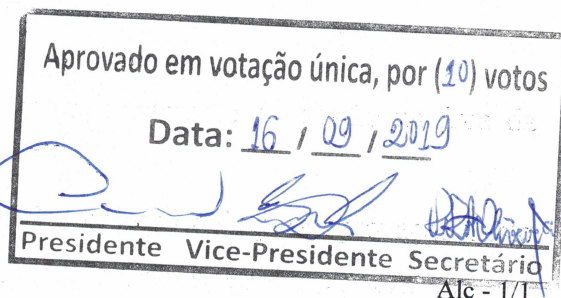 Aprovado em votação única, por (10) votos
Data: 16 / 09 / 2019
Presidente Vice-Presidente Secretário
Alc - 1/1